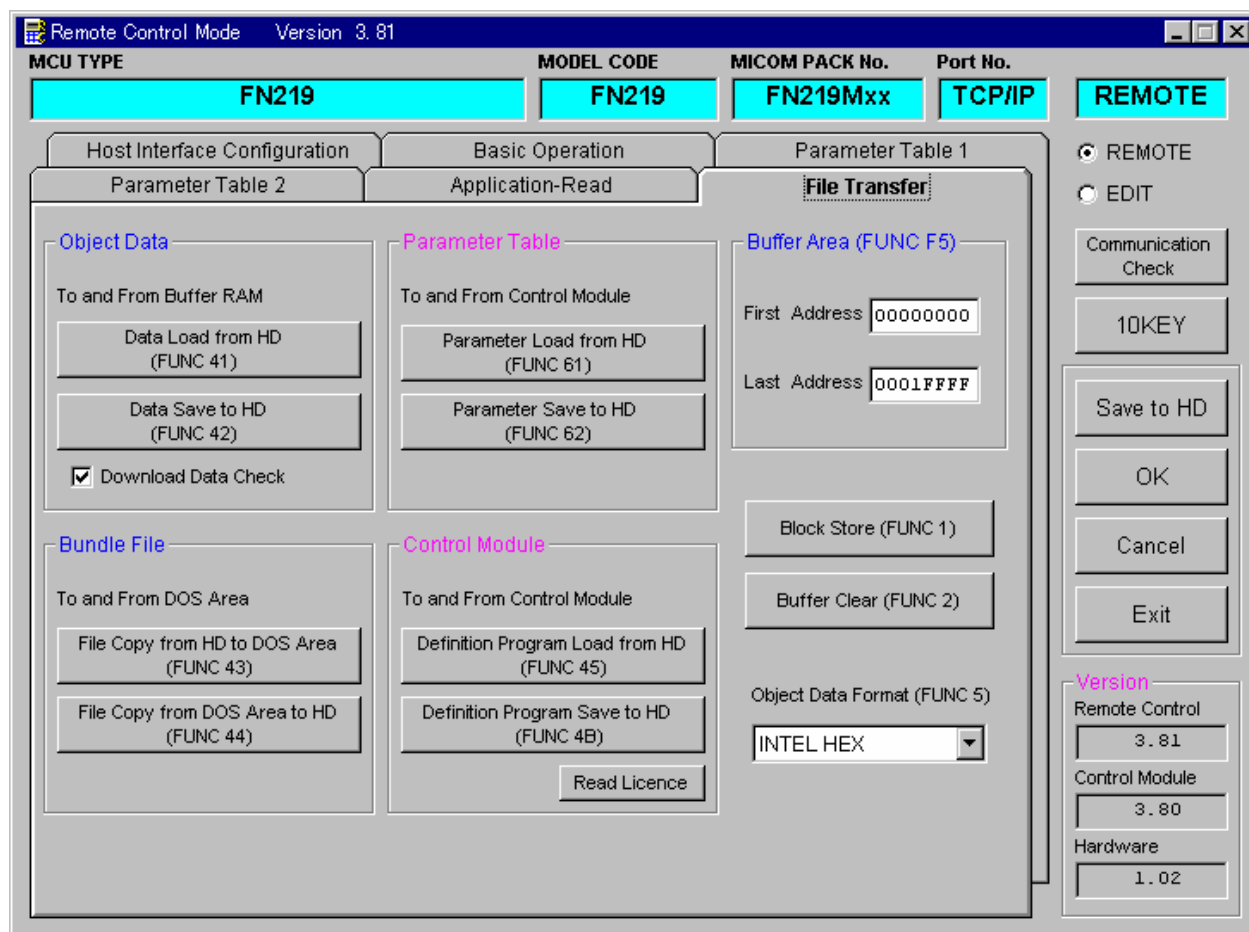 Remote Control Mode Version 3. 81
MCU TYPE MODEL CODE MICOM PACK No. Port No.
FN219 FN219 FN219Mxx TCP/IP REMOTE
Host Interface Configuration Basic Operation Parameter Table 1
Parameter Table 2 Application-Read File Transfer
REMOTE
EDIT
Object Data
To and From Buffer RAM
Data Load from HD
(FUNC 41)
Data Save to HD
(FUNC 42)
Download Data Check
Parameter Table
To and From Control Module
Parameter Load from HD
(FUNC 61)
Parameter Save to HD
(FUNC 62)
Buffer Area (FUNC F5)
First Address 00000000
Last Address 0001FFFF
Bundle File
To and From DOS Area
File Copy from HD to DOS Area
(FUNC 43)
File Copy from DOS Area to HD
(FUNC 44)
Control Module
To and From Control Module
Definition Program Load from HD
(FUNC 45)
Definition Program Save to HD
(FUNC 4B)
Read Licence
Block Store (FUNC 1)
Buffer Clear (FUNC 2)
Object Data Format (FUNC 5)
INTEL HEX
Communication
Check
10KEY
Save to HD
OK
Cancel
Exit
Version
Remote Control
3.81
Control Module
3.80
Hardware
1.02